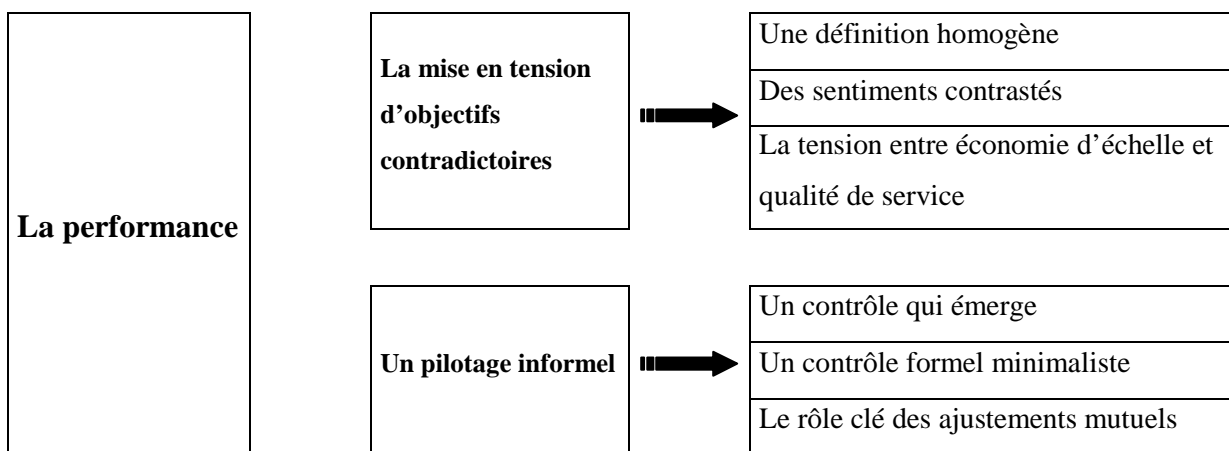 La performance
La mise en tension
d’objectifs
contradictoires
Une définition homogène
Des sentiments contrastés
La tension entre économie d’échelle et
qualité de service
Un pilotage informel
Un contrôle qui émerge
Un contrôle formel minimaliste
Le rôle clé des ajustements mutuels